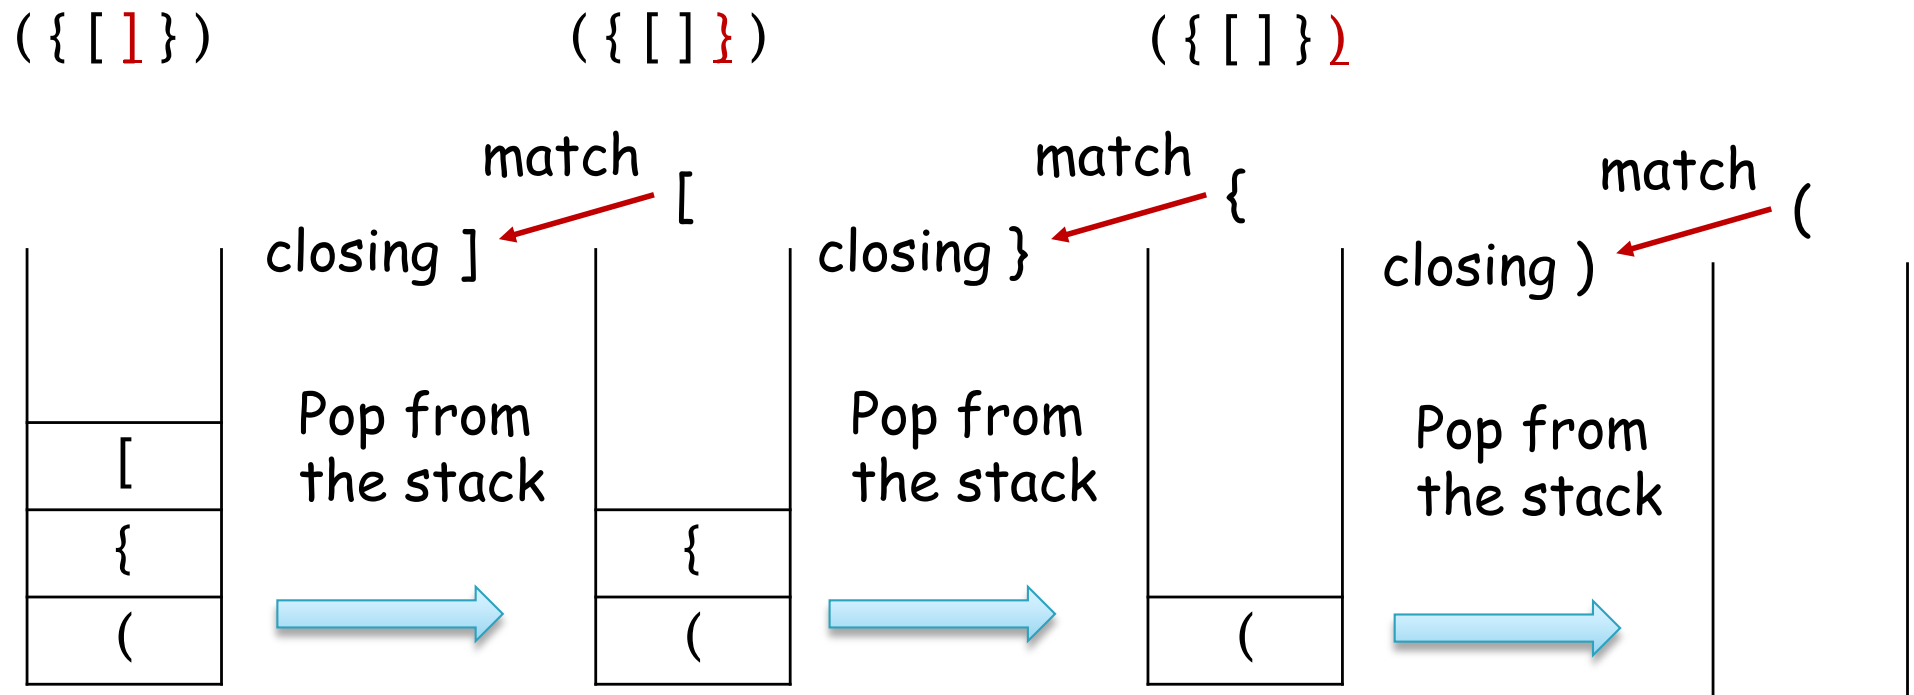 ( { [ ] } )
( { [ ] } )
( { [ ] } )
match
[
closing ]
match
{
closing }
match
(
closing )
Pop from
the stack
Pop from
the stack
Pop from
the stack
[
{
(
{
(
(